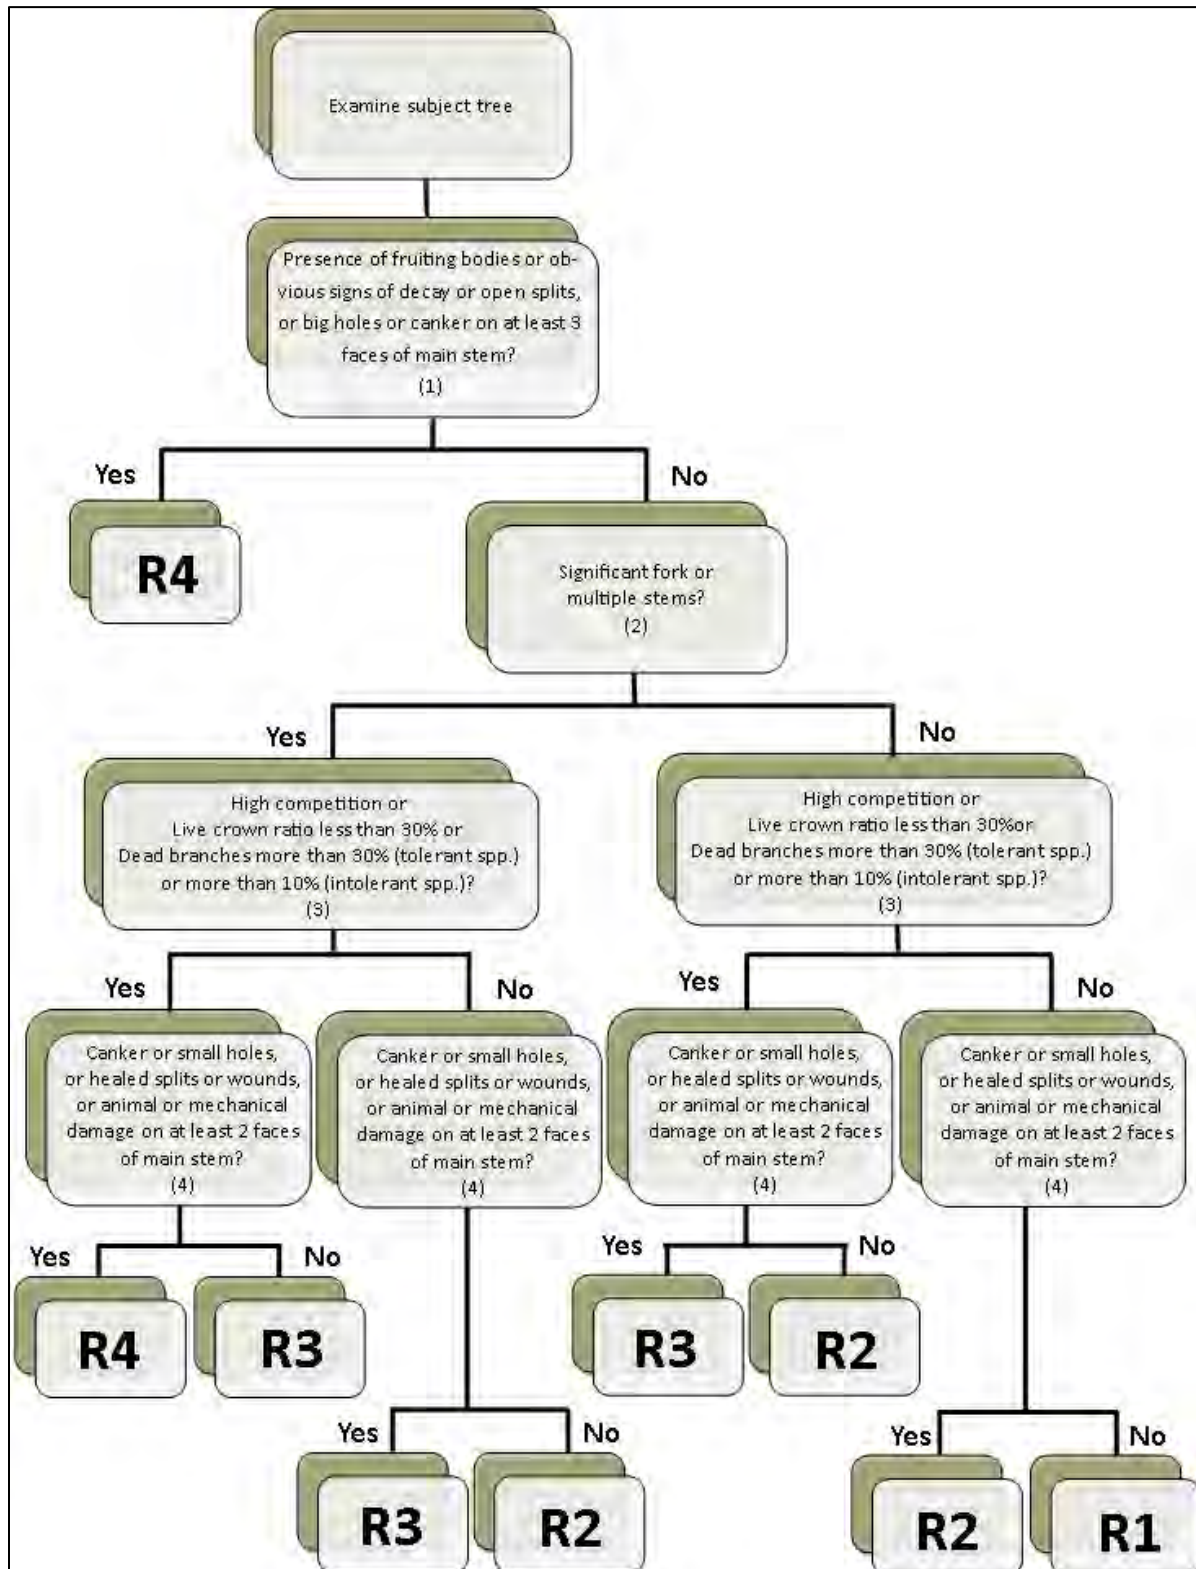 Examine subject tree
Presence of fruiting bodies or ob-
vious signs of decay or open splits,
or big holes or canker on at least 3
faces of main stem?
(1)
Yes
No
R4
Significant fork or
multiple stems?
(2)
Yes
No
High competition or
Live crown ratio less than 30% or
Dead branches more than 30% (tolerant spp.)
or more than 10% (intolerant spp.)?
(3)
High competition or
Live crown ratio less than 30%or
Dead branches more than 30% (tolerant spp.)
or more than 10% (intolerant spp.)?
(3)
Yes
No
Yes
No
Canker or small holes,
or healed splits or wounds,
or animal or mechanical
damage on at least 2 faces
of main stem?
(4)
Canker or small holes,
or healed splits or wounds,
or animal or mechanical
damage on at least 2 faces
of main stem?
(4)
Canker or small holes,
or healed splits or wounds,
or animal or mechanical
damage on at least 2 faces
of main stem?
(4)
Canker or small holes,
or healed splits or wounds,
or animal or mechanical
damage on at least 2 faces
of main stem?
(4)
Yes
No
Yes
No
R4
R3
R3
R2
Yes
No
Yes
No
R3
R2
R2
R1